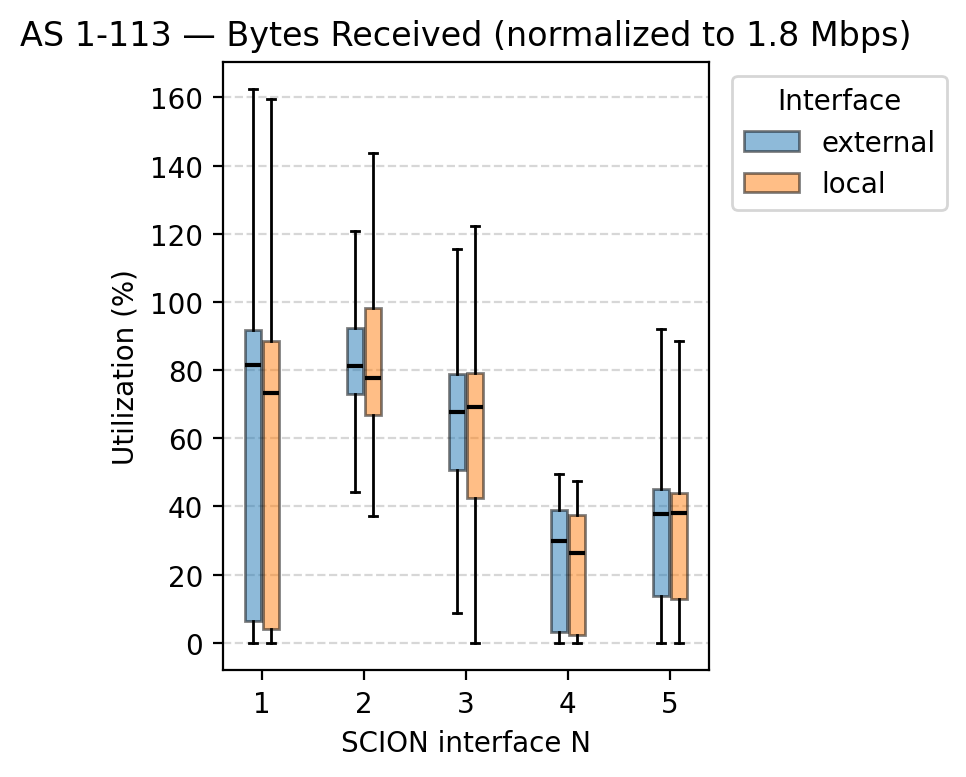 AS 1-113 — Bytes Received (normalized to 1.8 Mbps)
Interface
external
local
Utilization (%)
160
140
120
100
80
60
40
20
0
1 2 3 4 5
SCION interface N